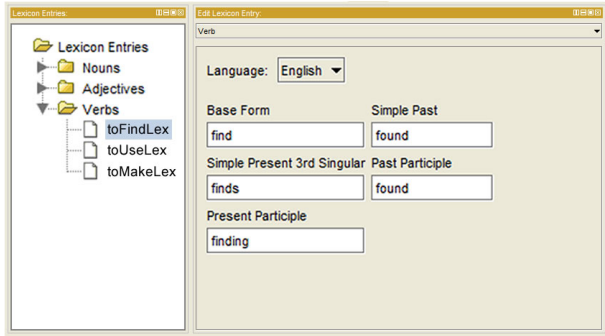 Lexicon Entries:
Lexicon Entries
Nouns
Adjectives
Verbs
toFindLex
toUseLex
toMakeLex
Edit Lexicon Entry:
Verb
Language: English
Base Form Simple Past
find found
Simple Present 3rd Singular Past Participle
finds found
Present Participle
finding